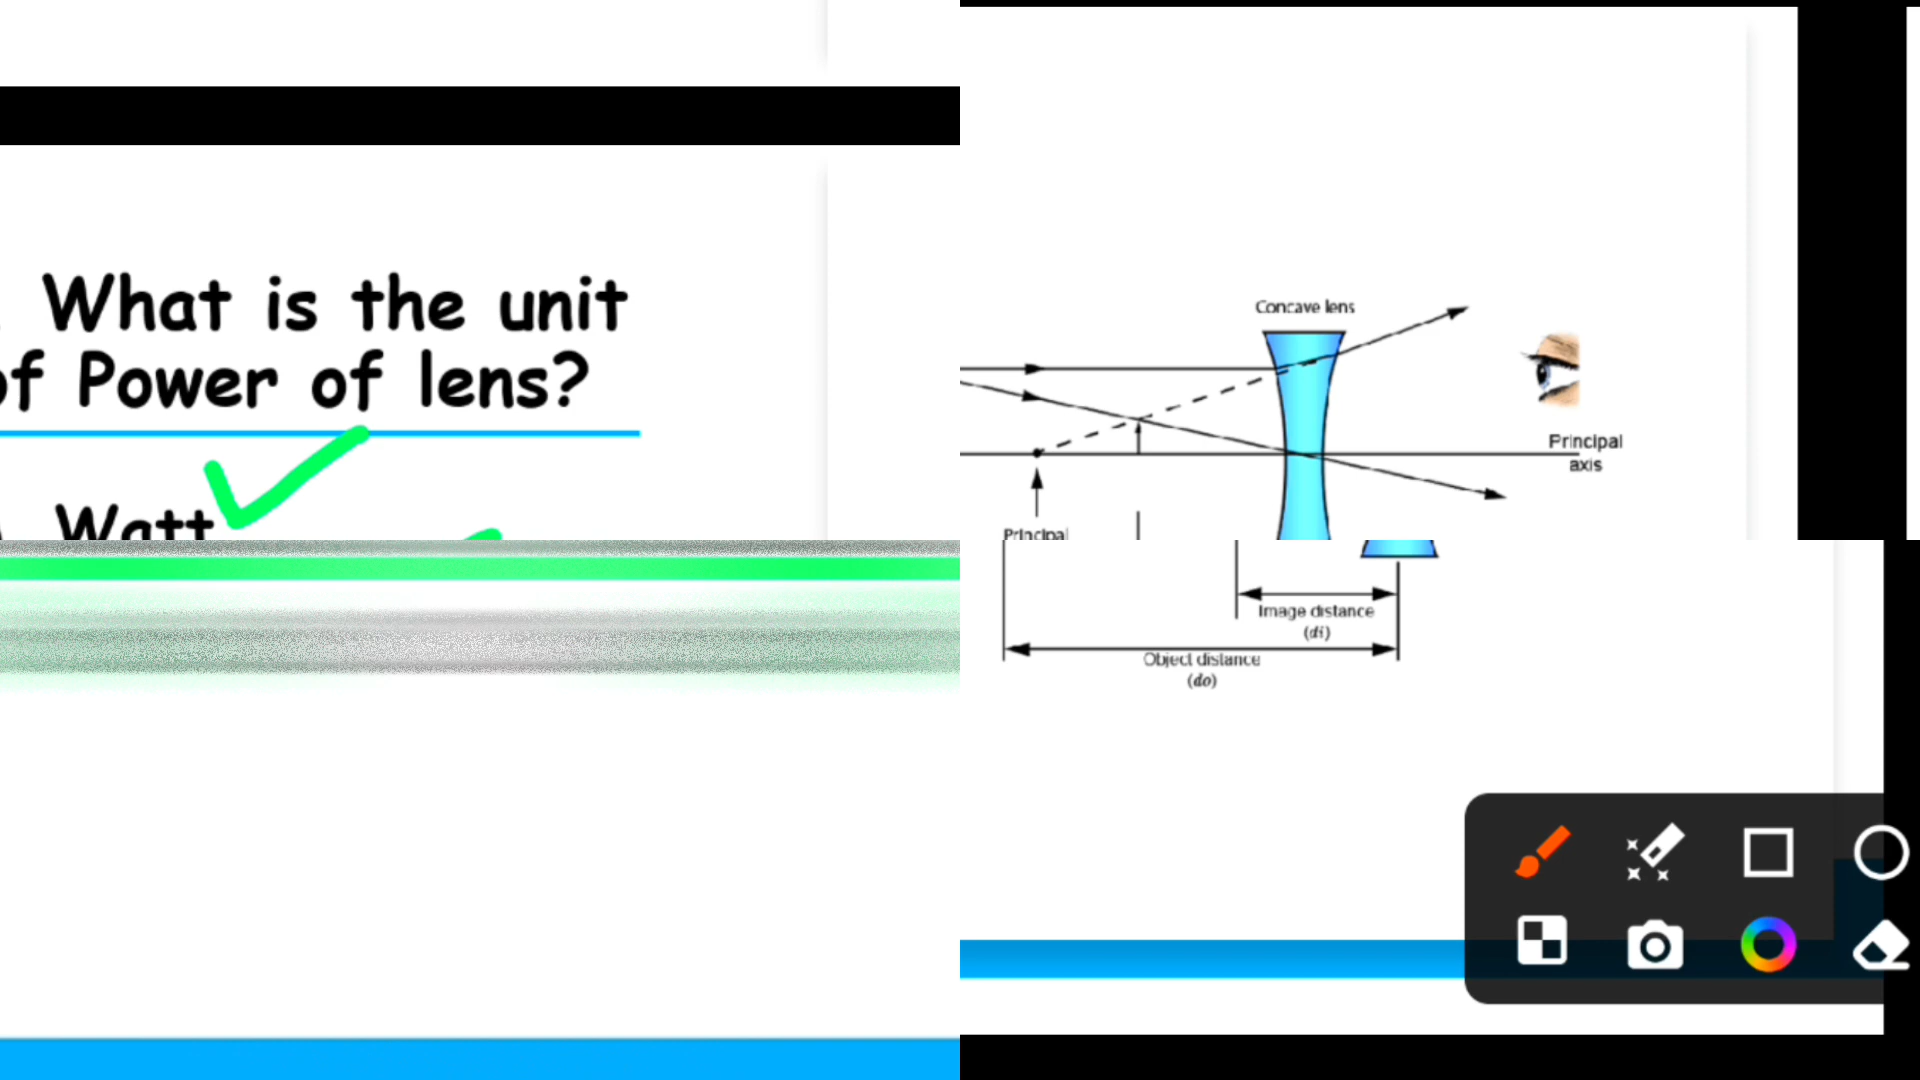 What is the unit
of Power of lens?
Watt
Concave lens
Principal
axis
Principal
Image distance
(di)
Object distance
(do)